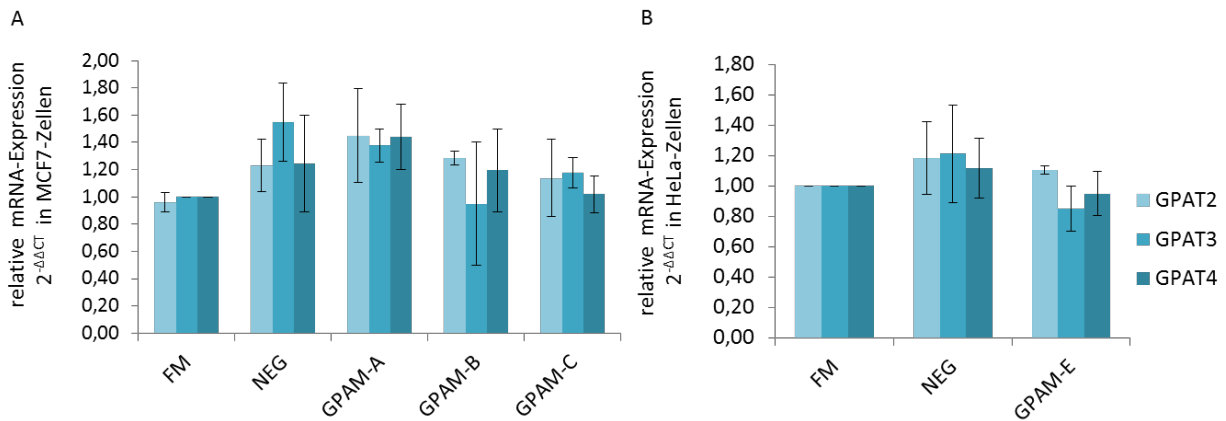 A
relative mRNA-Expression
2-ΔΔCT in MCF7-Zellen
2,00
1,80
1,60
1,40
1,20
1,00
0,80
0,60
0,40
0,20
0,00
FM
NEG
GPAM-A
GPAM-B
GPAM-C
B
relative mRNA-Expression
2-ΔΔCT in HeLa-Zellen
1,80
1,60
1,40
1,20
1,00
0,80
0,60
0,40
0,20
0,00
FM
NEG
GPAM-E
GPAT2
GPAT3
GPAT4